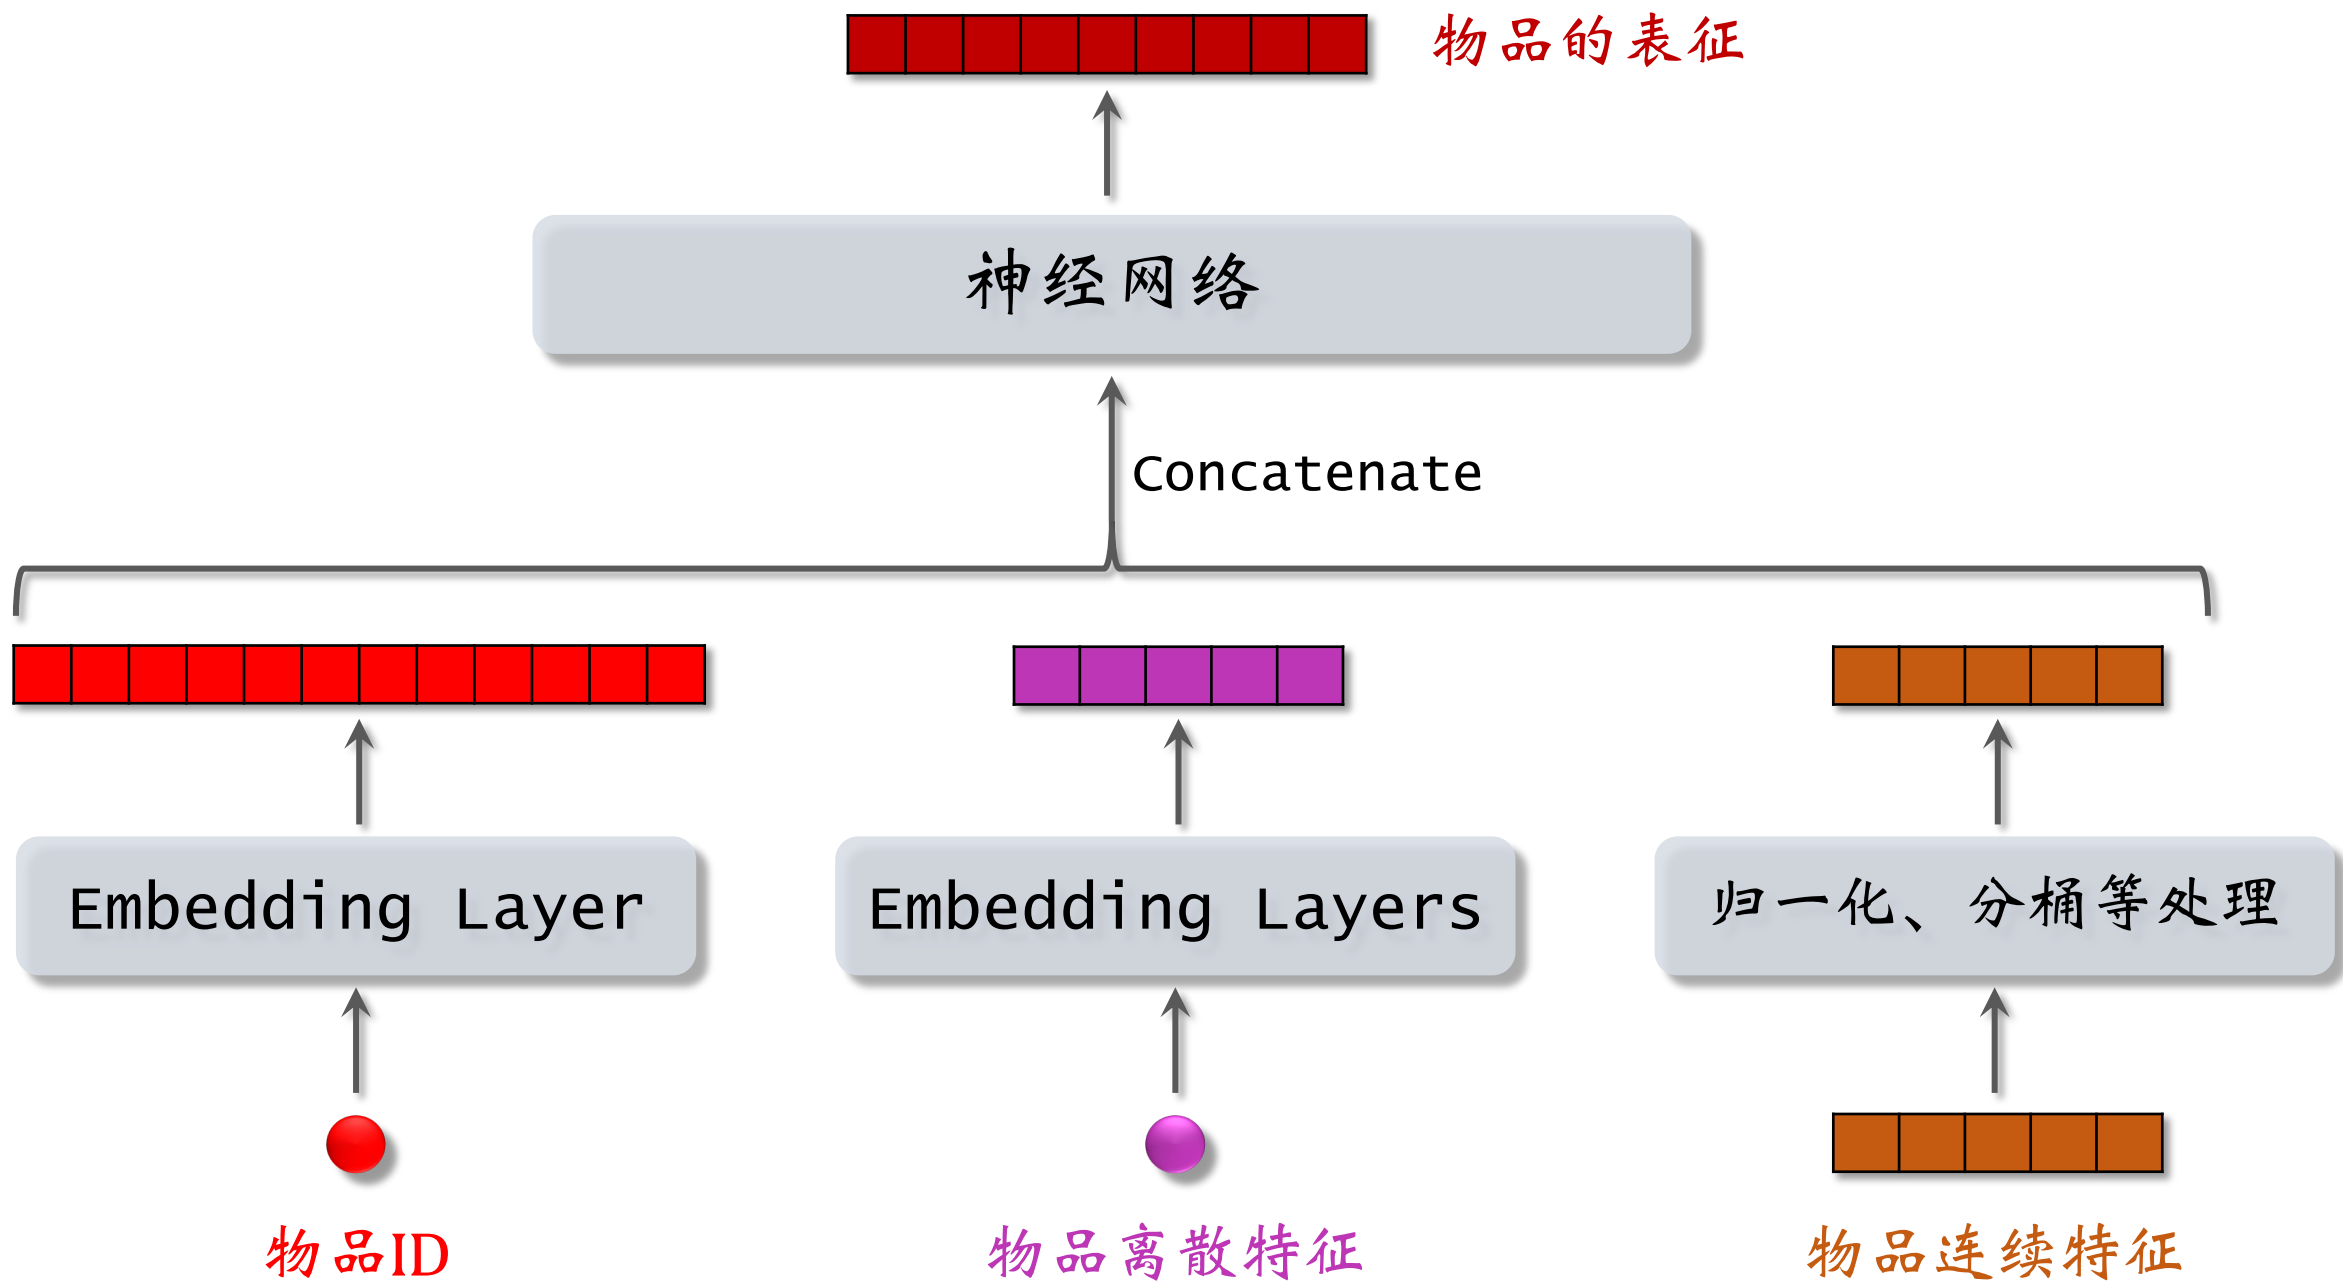 物品的表征
神经网络
Concatenate
Embedding Layer
Embedding Layers
归一化、分桶等处理
物品ID
物品离散特征
物品连续特征